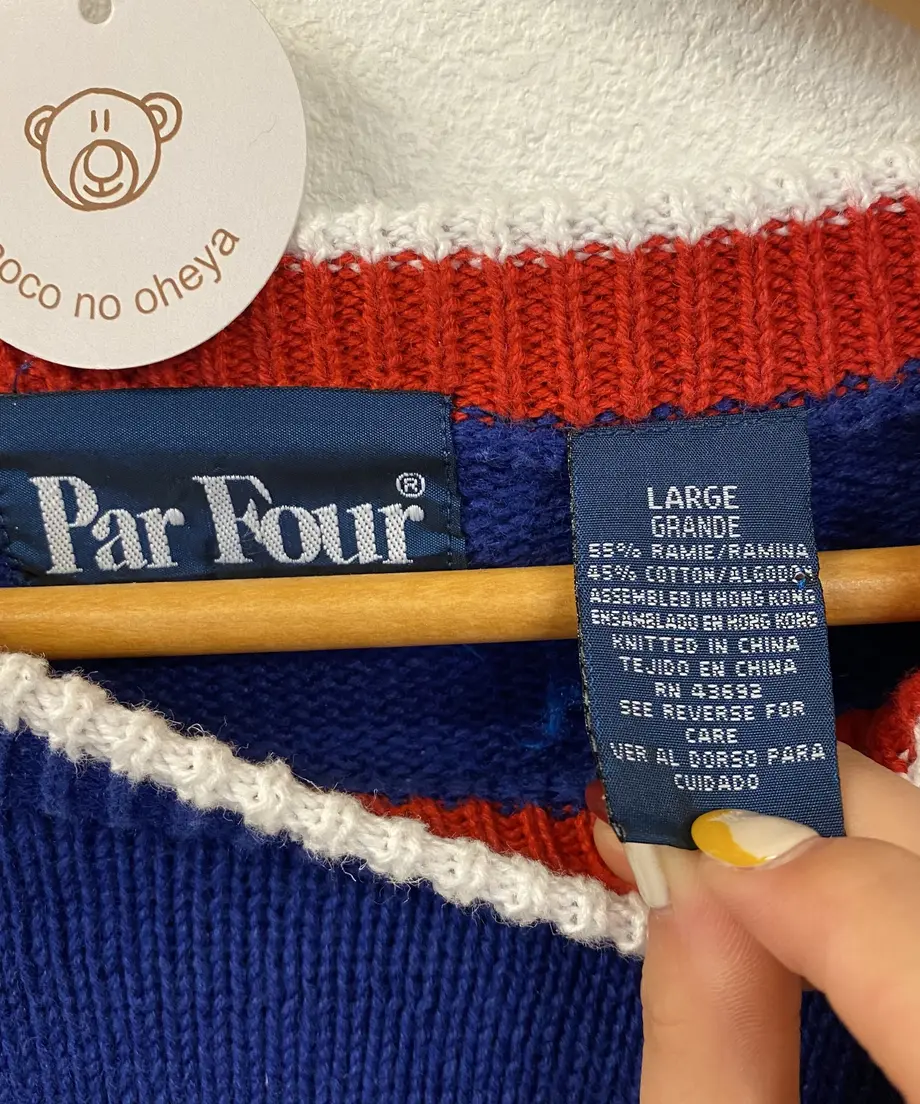 oco no oheya
Par Four®
LARGE
GRANDE
55% RAMIE/RAMINA
45% COTTON/ALGODON
ASSEMBLED IN HONG KONG
ENSAMBLADO EN HONG KONG
KNITTED IN CHINA
TEJIDO EN CHINA
RN 43692
SEE REVERSE FOR
CARE
VER AL DORSO PARA
CUIDADO